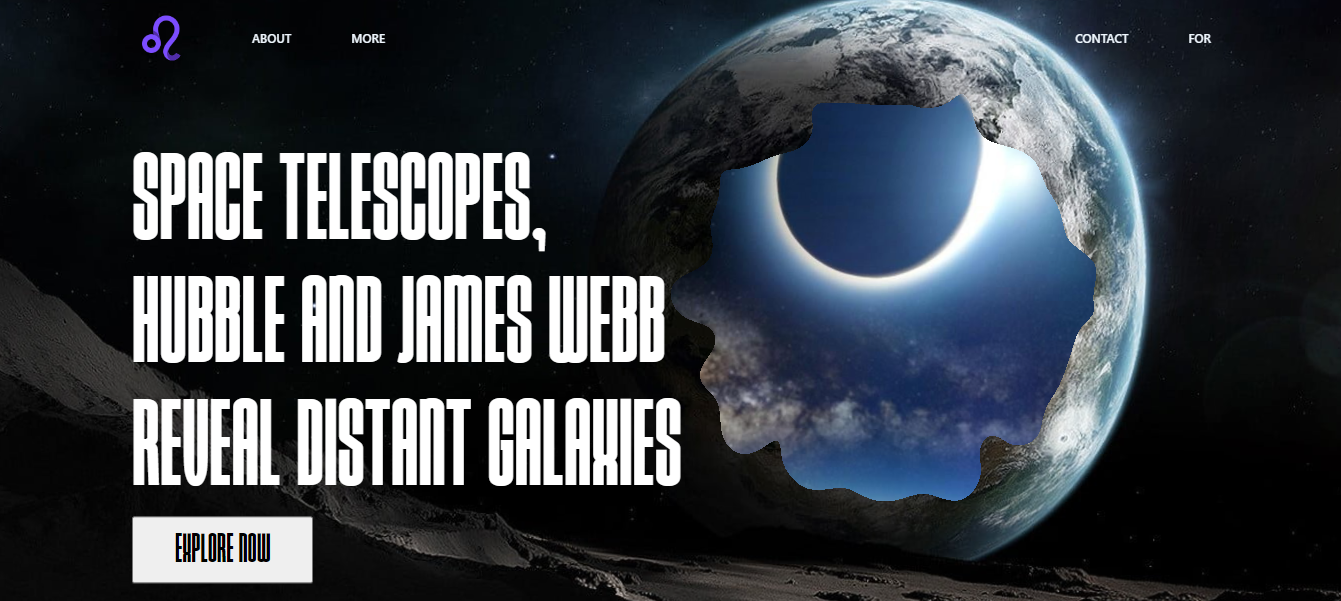 ABOUT
MORE
CONTACT
FOR
SPACE TELESCOPES,
HUBBLE AND JAMES WEBB
REVEAL DISTANT GALAXIES
EXPLORE NOW